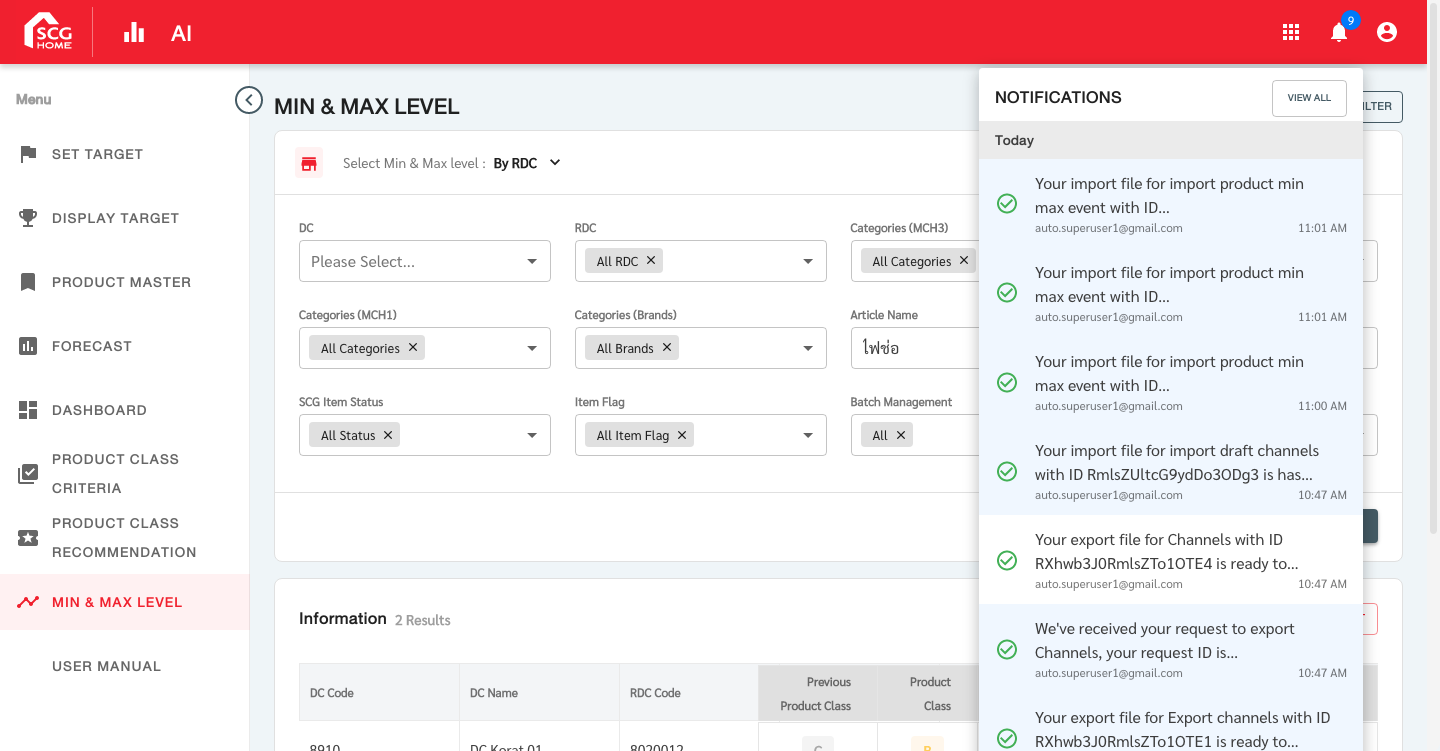 SCG
HOME
AI
9
Menu
SET TARGET
DISPLAY TARGET
PRODUCT MASTER
FORECAST
DASHBOARD
PRODUCT CLASS
CRITERIA
PRODUCT CLASS
RECOMMENDATION
MIN & MAX LEVEL
USER MANUAL
MIN & MAX LEVEL
Select Min & Max level : By RDC
DC
Please Select...
RDC
All RDC
Categories (MCH3)
All Categories
Categories (MCH1)
All Categories
Categories (Brands)
All Brands
Article Name
ไฟช่อ
SCG Item Status
All Status
Item Flag
All Item Flag
Batch Management
All
Information 2 Results
DC Code DC Name RDC Code
Previous
Product Class
Product
Class
8910 DC Korat 01 8020012 C B
NOTIFICATIONS
VIEW ALL
Today
Your import file for import product min
max event with ID...
auto.superuser1@gmail.com 11:01 AM
Your import file for import product min
max event with ID...
auto.superuser1@gmail.com 11:01 AM
Your import file for import product min
max event with ID...
auto.superuser1@gmail.com 11:00 AM
Your import file for import draft channels
with ID RmlsZUltcG9ydDo3ODg3 is has...
auto.superuser1@gmail.com 10:47 AM
Your export file for Channels with ID
RXhwb3J0RmlsZTo1OTE4 is ready to...
auto.superuser1@gmail.com 10:47 AM
We've received your request to export
Channels, your request ID is...
auto.superuser1@gmail.com 10:47 AM
Your export file for Export channels with ID
RXhwb3J0RmlsZTo1OTE1 is ready to...